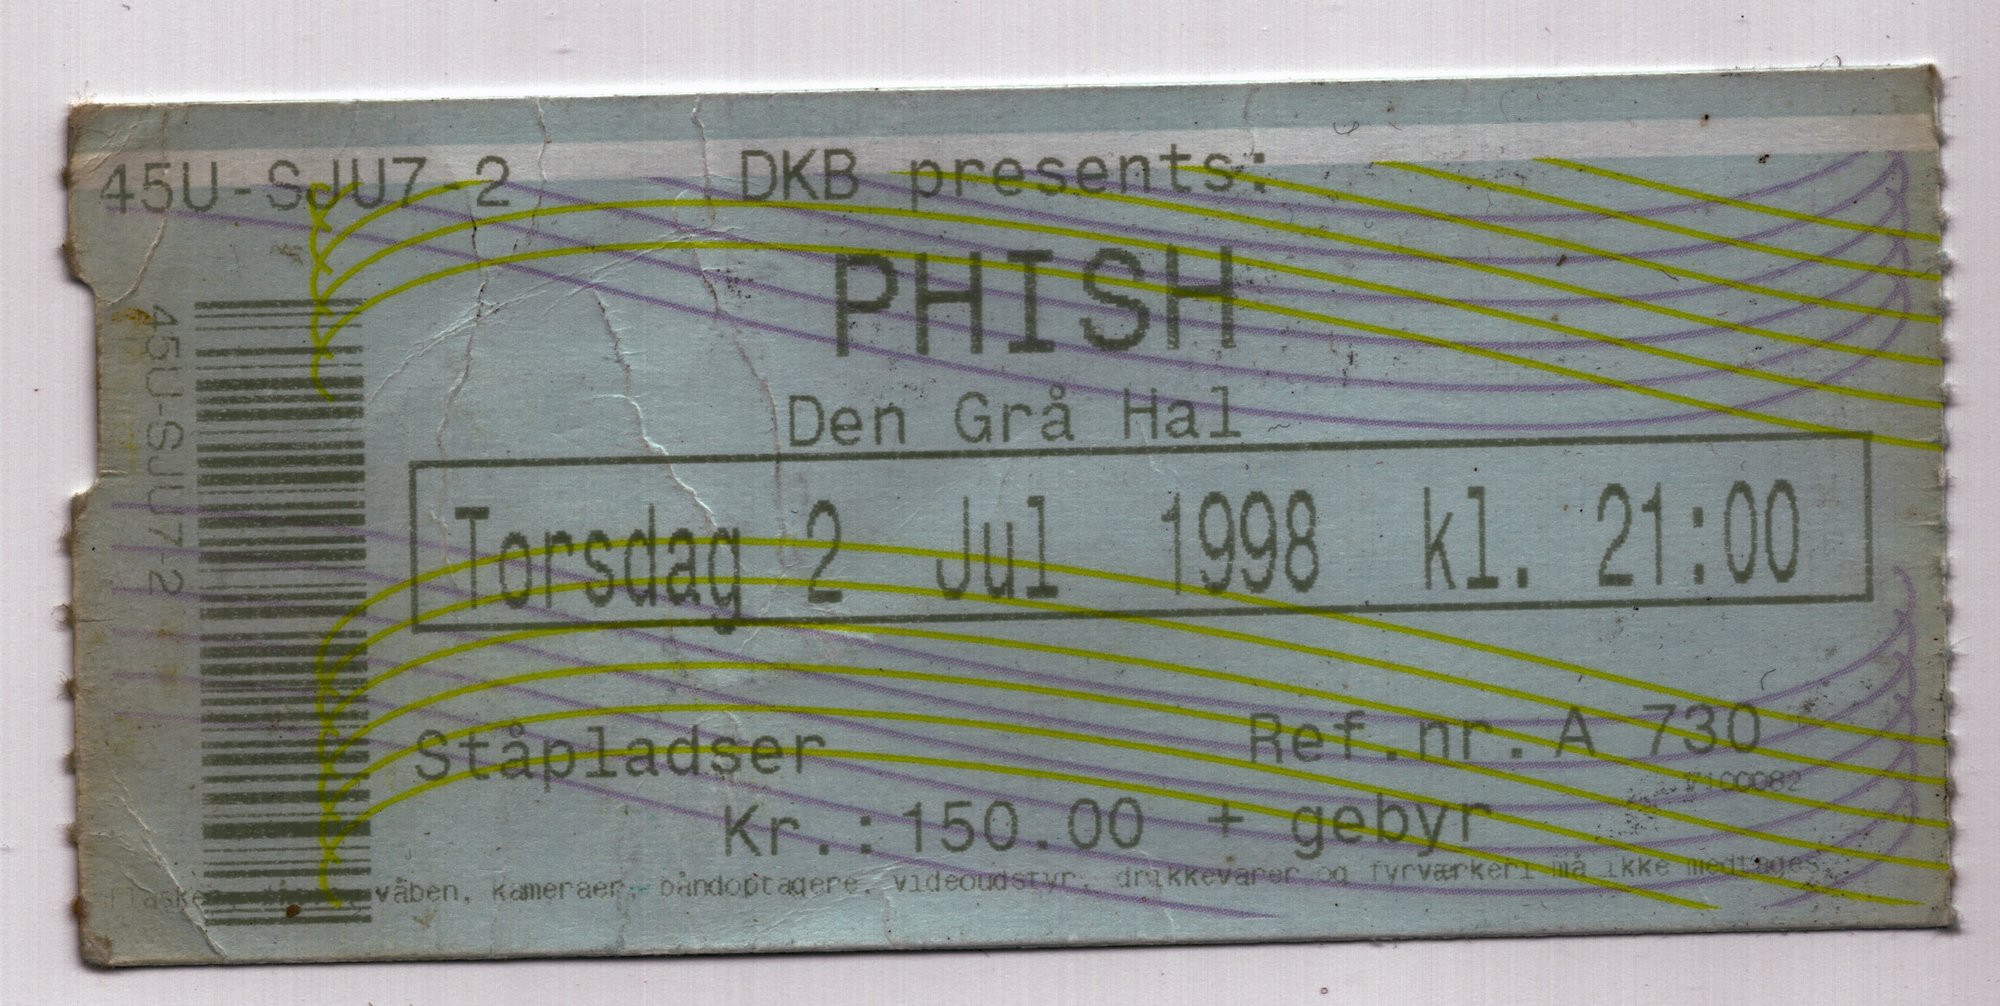 45U-SJU7-2
DKB presents:
PHISH
Den Grå Hal
45U-SJU7-2
Torsdag 2 Jul 1998 kl. 21:00
Ståpladser
Ref.nr. A 730
V100082
Kr.: 150.00 + gebyr
våben, kameraer, båndoptagere, videoudstyr, drikkevarer og fyrværkeri må ikke medtages